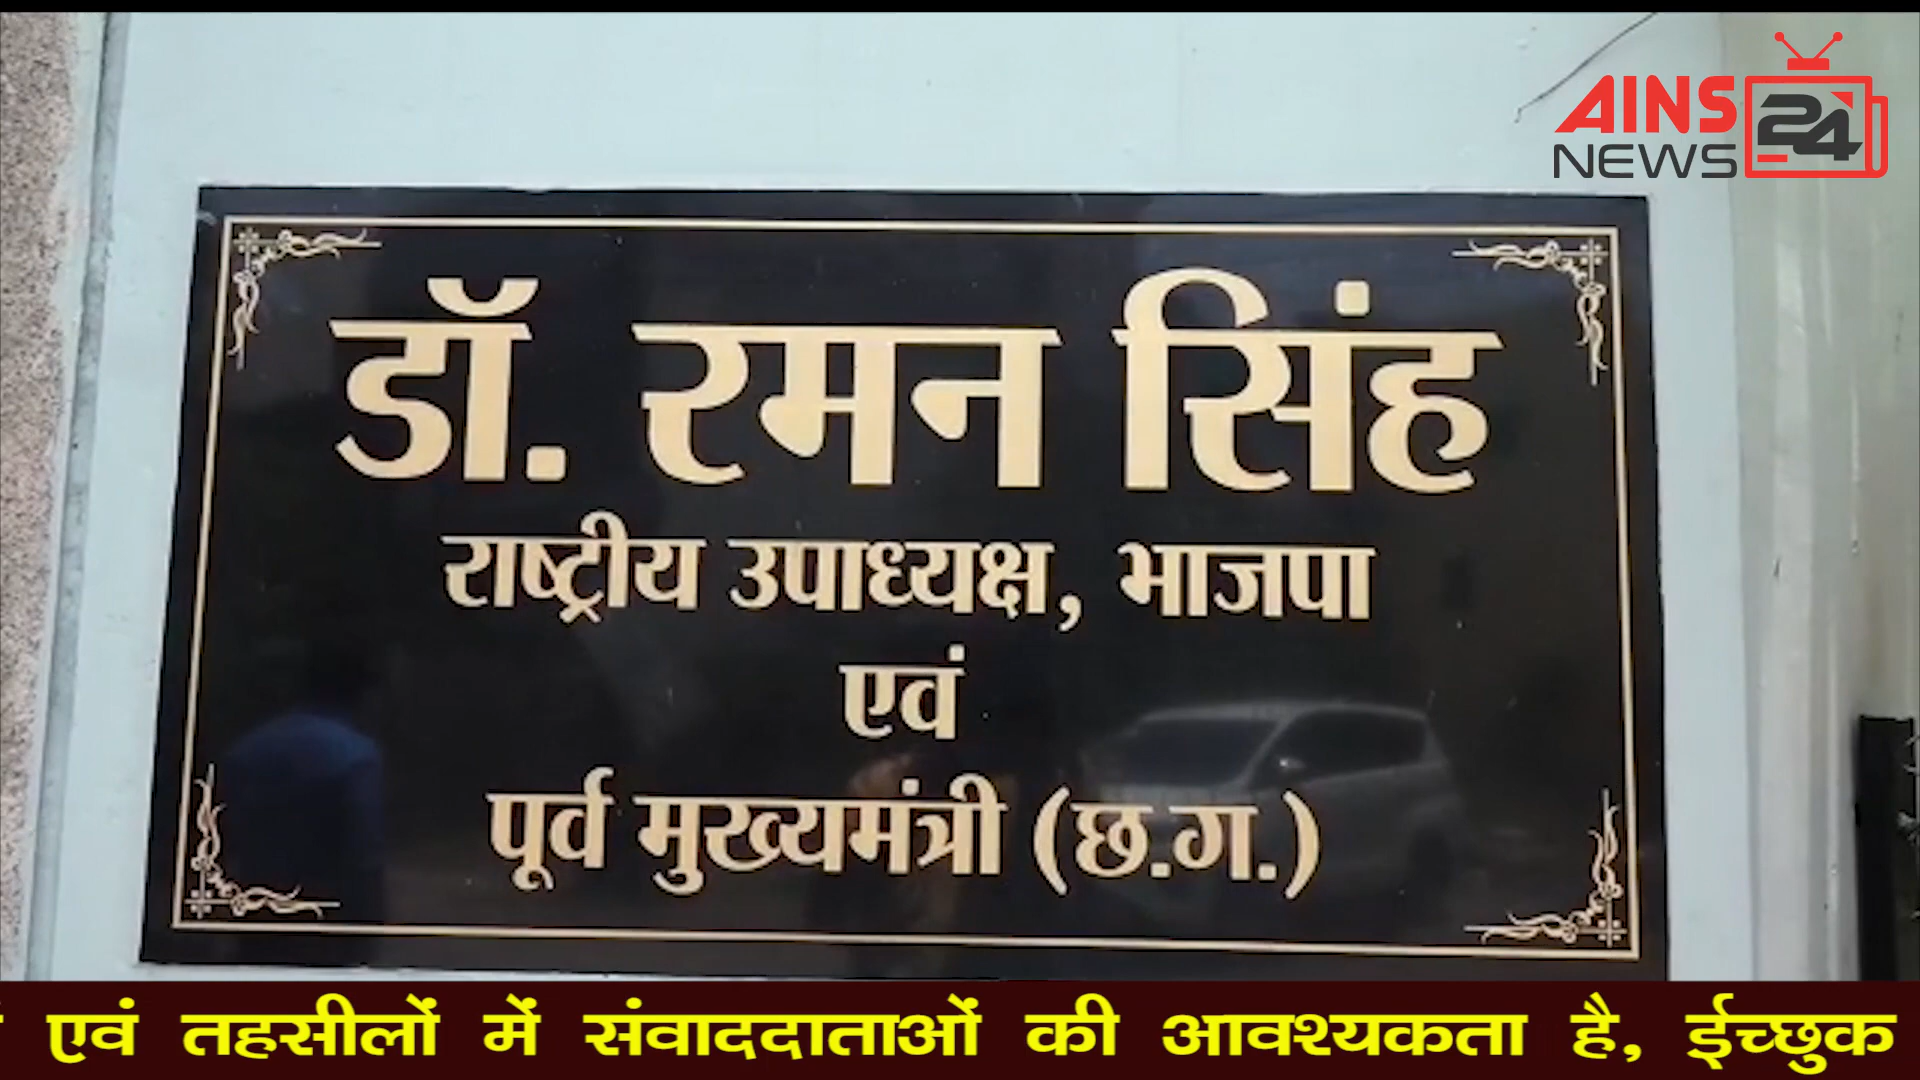 AINS
NEWS 24
डॉ. रमन सिंह
राष्ट्रीय उपाध्यक्ष, भाजपा
एवं
पूर्व मुख्यमंत्री (छ.ग.)
एवं तहसीलों में संवाददाताओं की आवश्यकता है, ईच्छुक